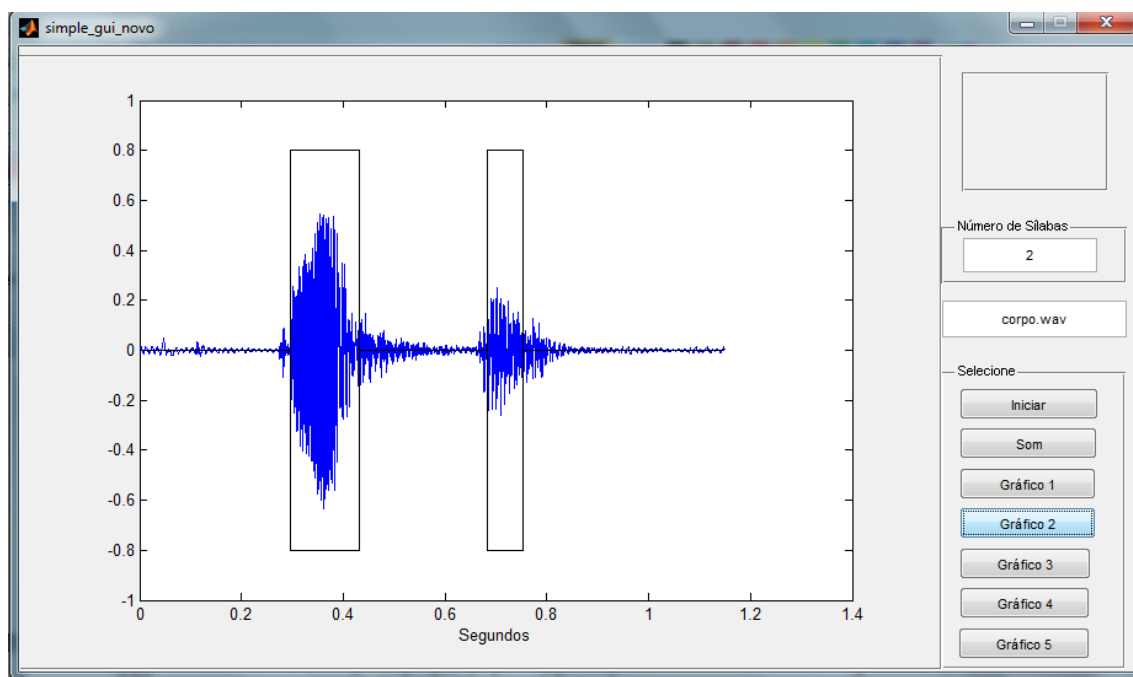 simple_gui_novo
1
0.8
0.6
0.4
0.2
0
-0.2
-0.4
-0.6
-0.8
-1
0 0.2 0.4 0.6 0.8 1 1.2 1.4
Segundos
Número de Sílabas
2
corpo.wav
Selecione
Iniciar
Som
Gráfico 1
Gráfico 2
Gráfico 3
Gráfico 4
Gráfico 5